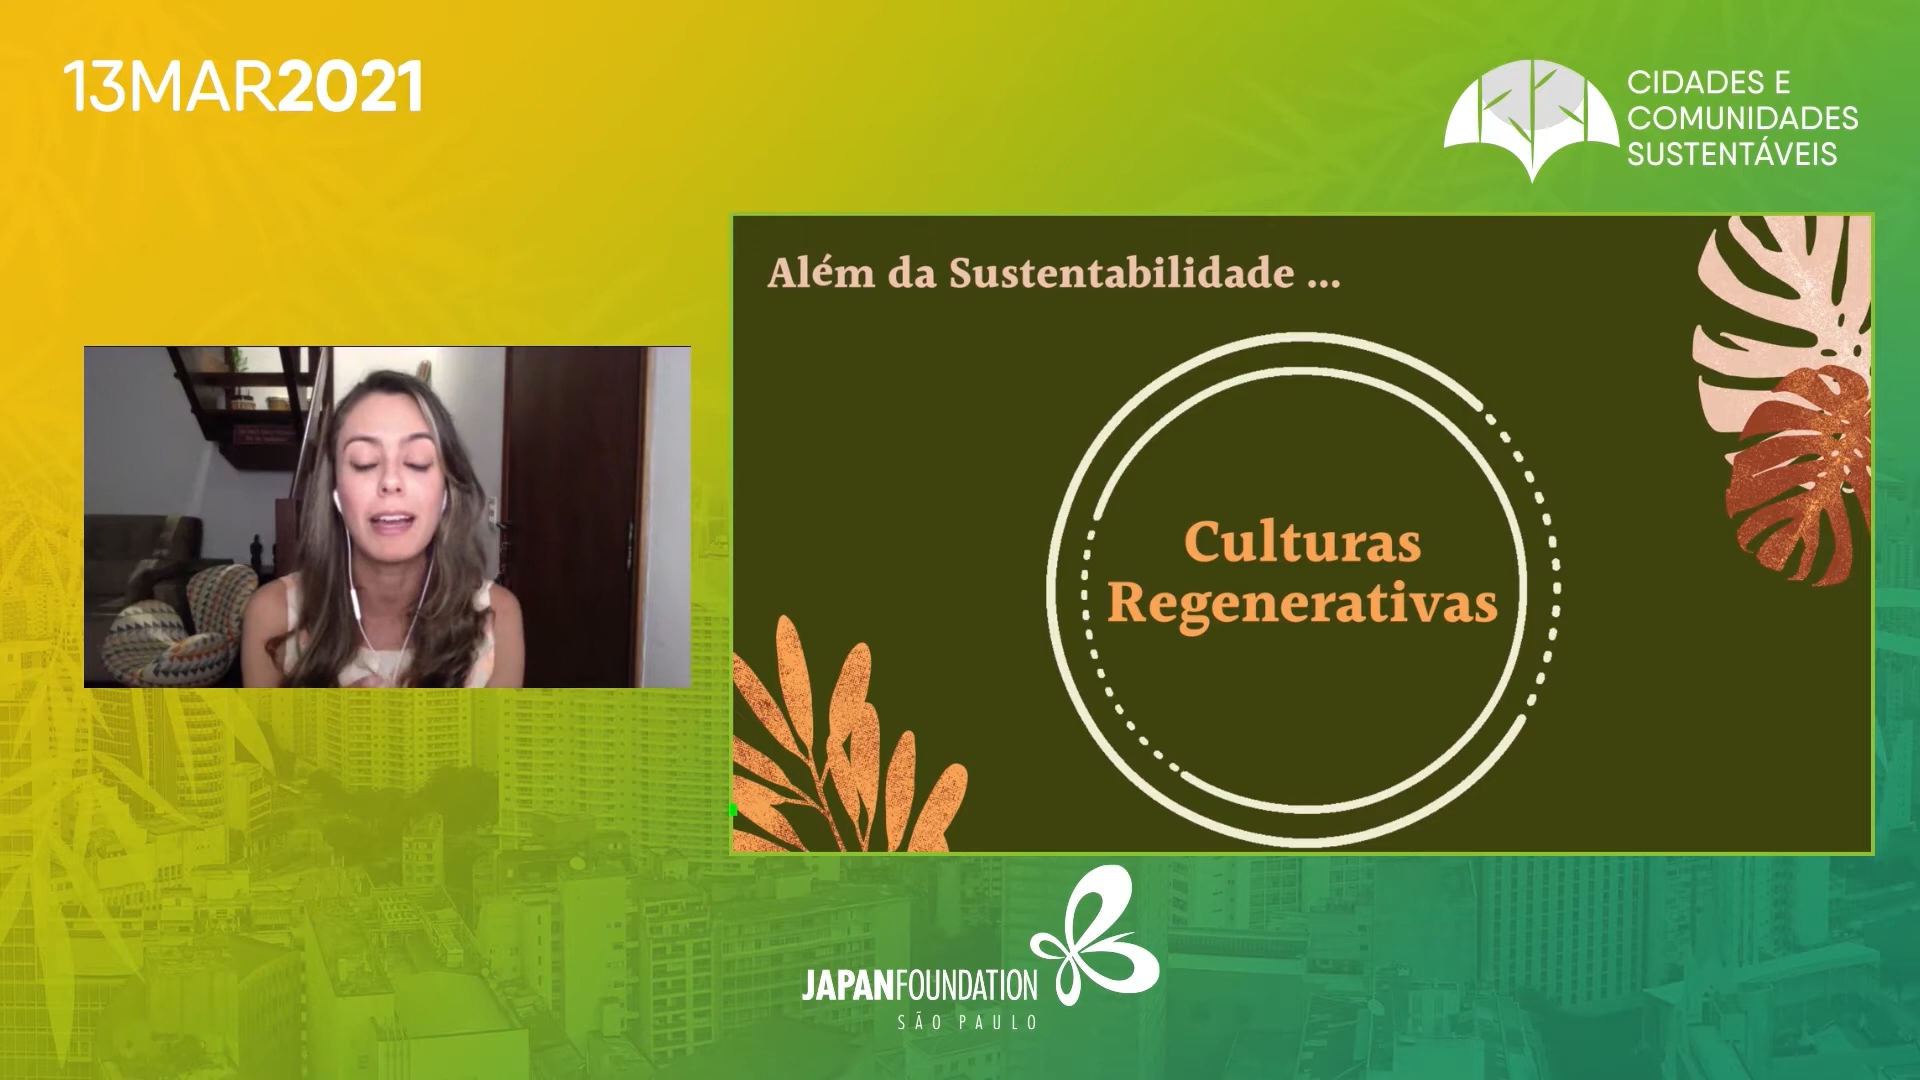 13MAR2021
CIDADES E
COMUNIDADES
SUSTENTÁVEIS
Além da Sustentabilidade ...
Culturas
Regenerativas
JAPANFOUNDATION
SÃO PAULO